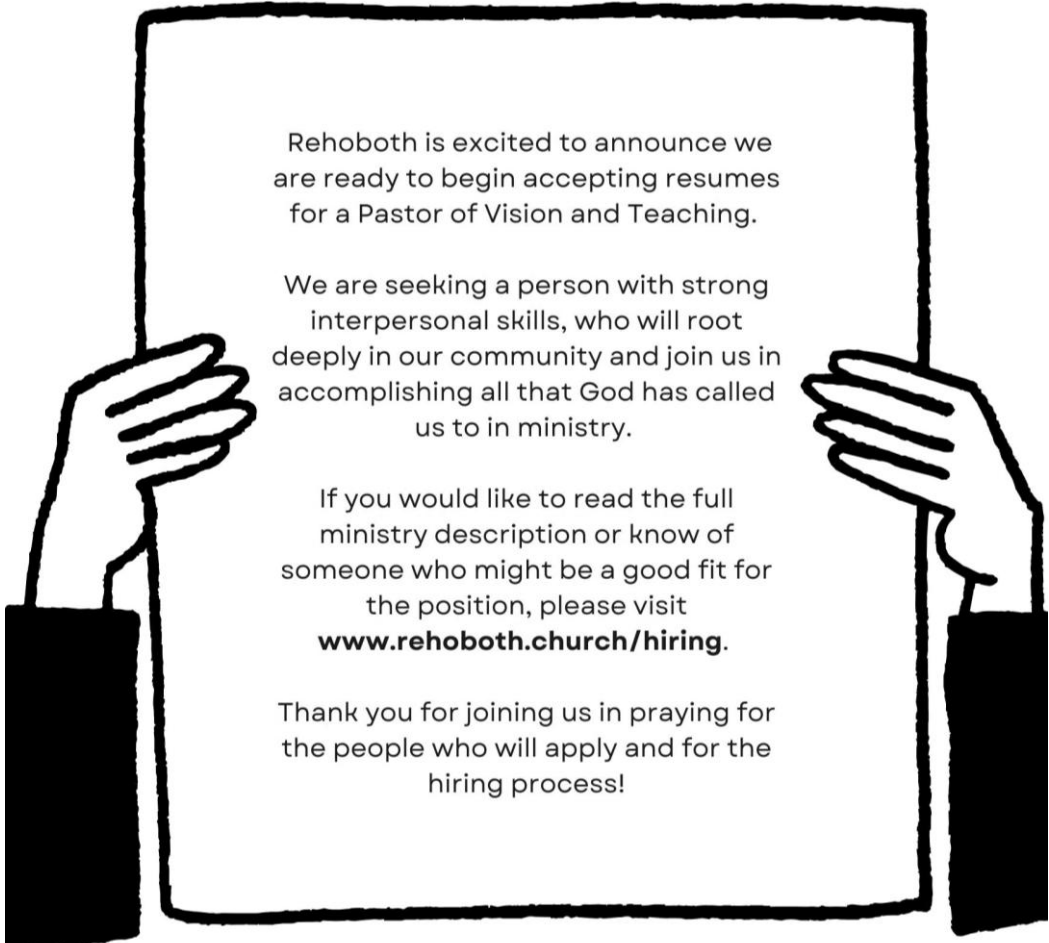 Rehoboth is excited to announce we
are ready to begin accepting resumes
for a Pastor of Vision and Teaching.
We are seeking a person with strong
interpersonal skills, who will root
deeply in our community and join us in
accomplishing all that God has called
us to in ministry.
If you would like to read the full
ministry description or know of
someone who might be a good fit for
the position, please visit
www.rehoboth.church/hiring.
Thank you for joining us in praying for
the people who will apply and for the
hiring process!